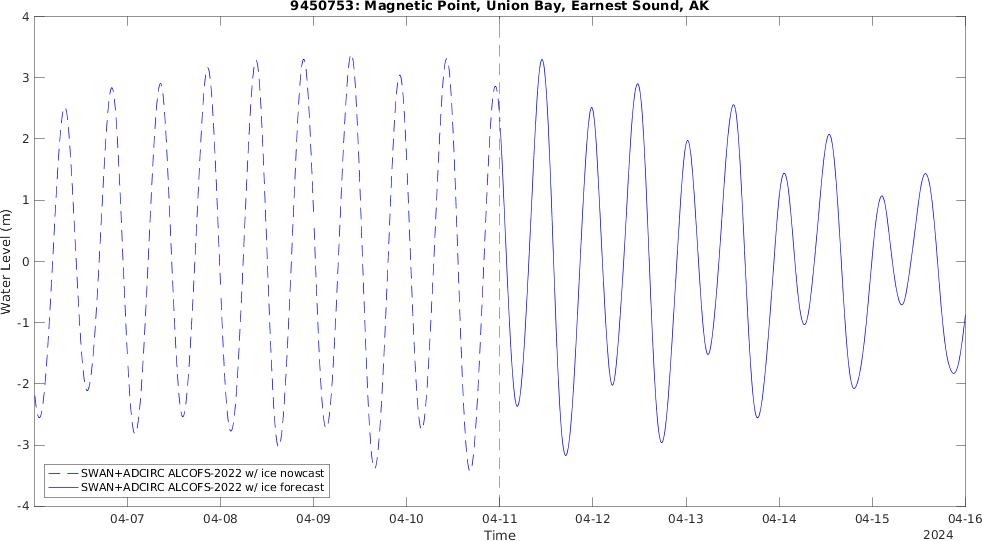 9450753: Magnetic Point, Union Bay, Earnest Sound, AK
4
3
2
1
0
-1
-2
-3
-4
Water Level (m)
SWAN+ADCIRC ALCOFS-2022 w/ ice nowcast
SWAN+ADCIRC ALCOFS-2022 w/ ice forecast
04-07 04-08 04-09 04-10 04-11 04-12 04-13 04-14 04-15 04-16
Time
2024